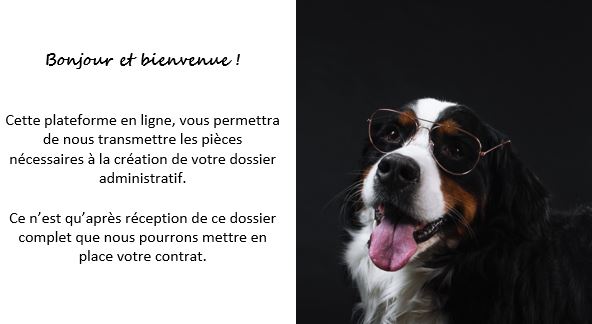 Bonjour et bienvenue !
Cette plateforme en ligne, vous permettra
de nous transmettre les pièces
nécessaires à la création de votre dossier
administratif.
Ce n’est qu’après réception de ce dossier
complet que nous pourrons mettre en
place votre contrat.